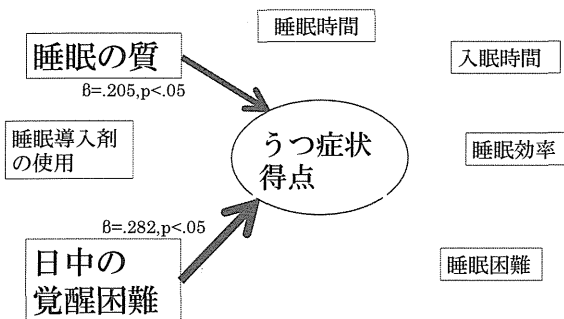 睡眠時間
睡眠の質
入眠時間
β=.205,p<.05
睡眠導入剤
の使用
うつ症状
得点
睡眠効率
β=.282,p<.05
日中の
覚醒困難
睡眠困難